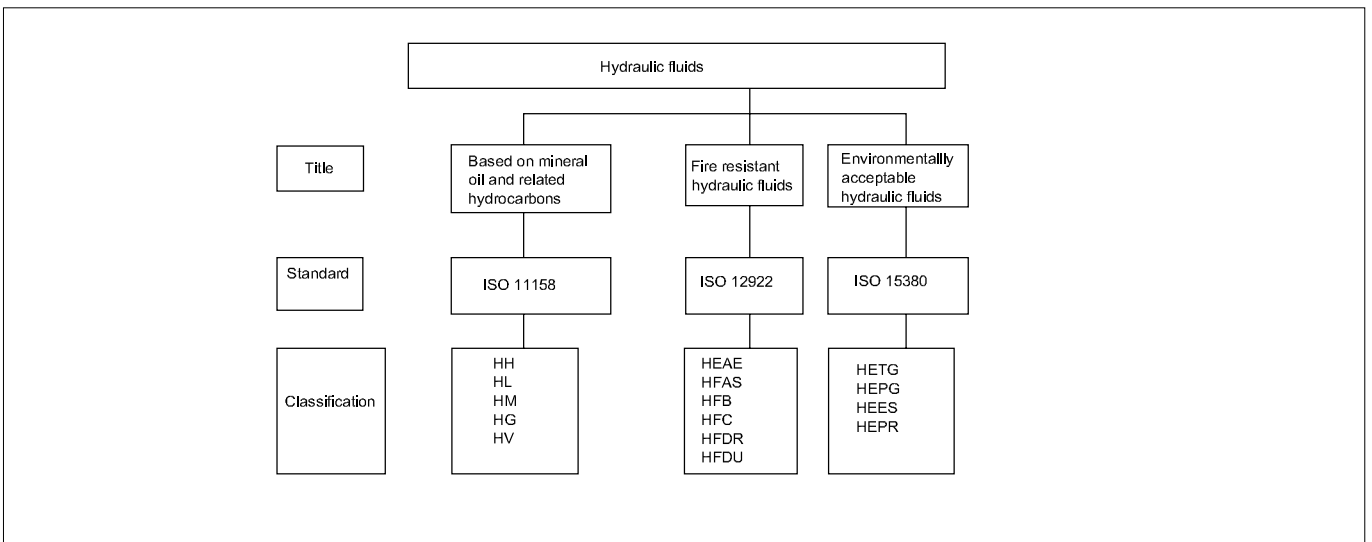 Hydraulic fluids
Title
Based on mineral
oil and related
hydrocarbons
Fire resistant
hydraulic fluids
Environmentallly
acceptable
hydraulic fluids
Standard
ISO 11158
ISO 12922
ISO 15380
Classification
HH
HL
HM
HG
HV
HEAE
HFAS
HFB
HFC
HFDR
HFDU
HETG
HEPG
HEES
HEPR